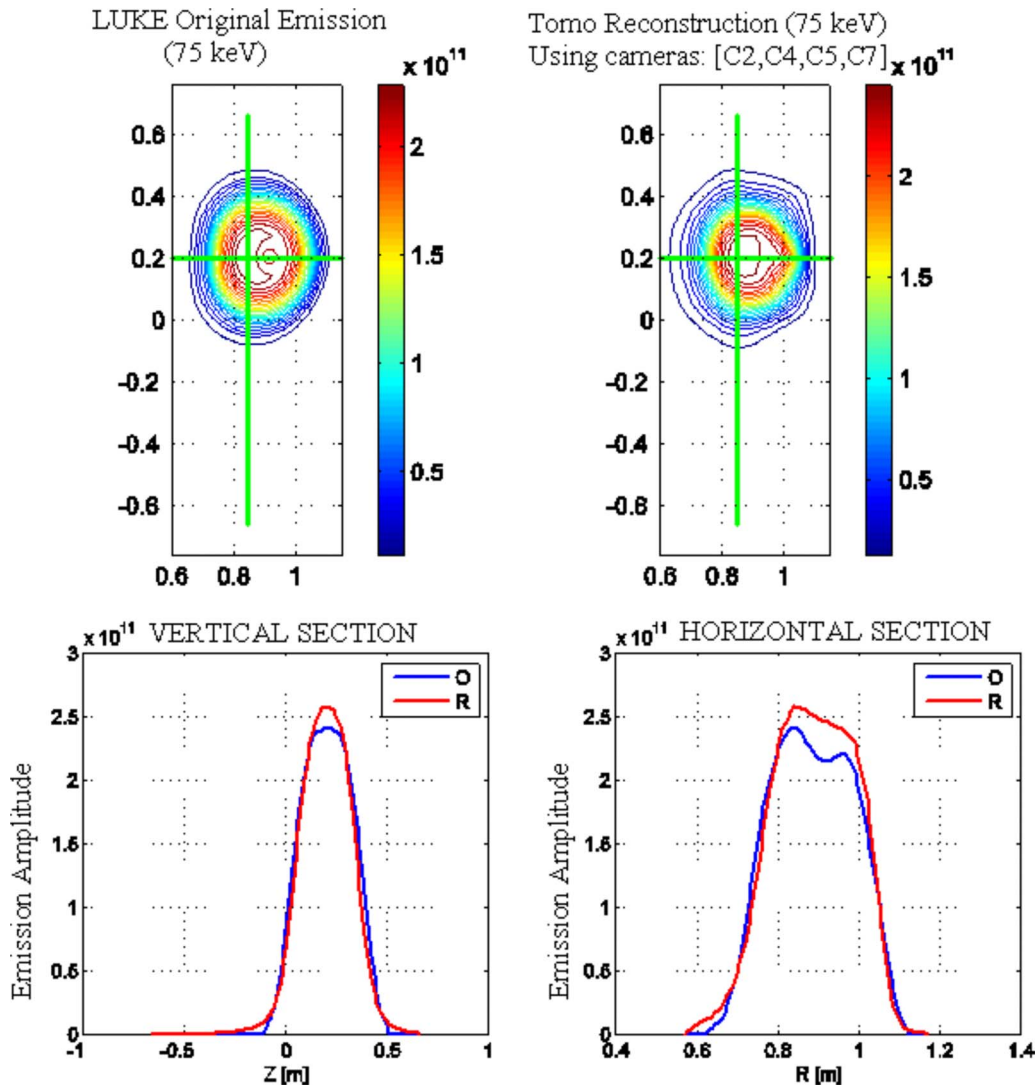 LUKE Original Emission
(75 keV)
x 10¹¹
0.6
0.4
0.2
0
-0.2
-0.4
-0.6
0.6 0.8 1
2
1.5
1
0.5
Tomo Reconstruction (75 keV)
Using cameras: [C2,C4,C5,C7]
x 10¹¹
0.6
0.4
0.2
0
-0.2
-0.4
-0.6
0.6 0.8 1
2
1.5
1
0.5
x 10¹¹ VERTICAL SECTION
3
2.5
2
1.5
1
0.5
0
-1 -0.5 0 0.5 1
Emission Amplitude
Z [m]
O
R
x 10¹¹ HORIZONTAL SECTION
3
2.5
2
1.5
1
0.5
0
0.4 0.6 0.8 1 1.2 1.4
Emission Amplitude
R [m]
O
R